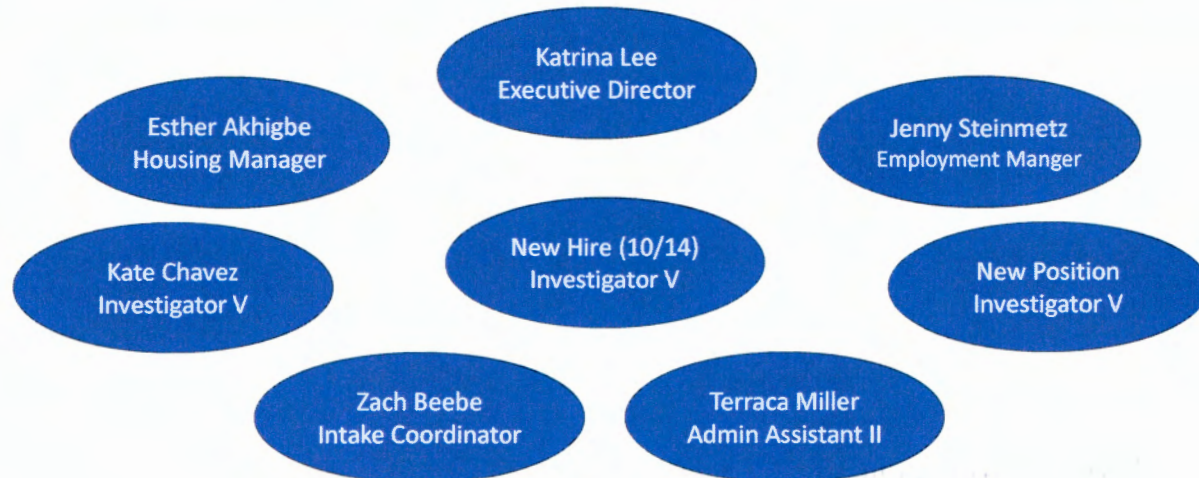 Katrina Lee
Executive Director
Esther Akhigbe
Housing Manager
Jenny Steinmetz
Employment Manger
Kate Chavez
Investigator V
New Hire (10/14)
Investigator V
New Position
Investigator V
Zach Beebe
Intake Coordinator
Terraca Miller
Admin Assistant II